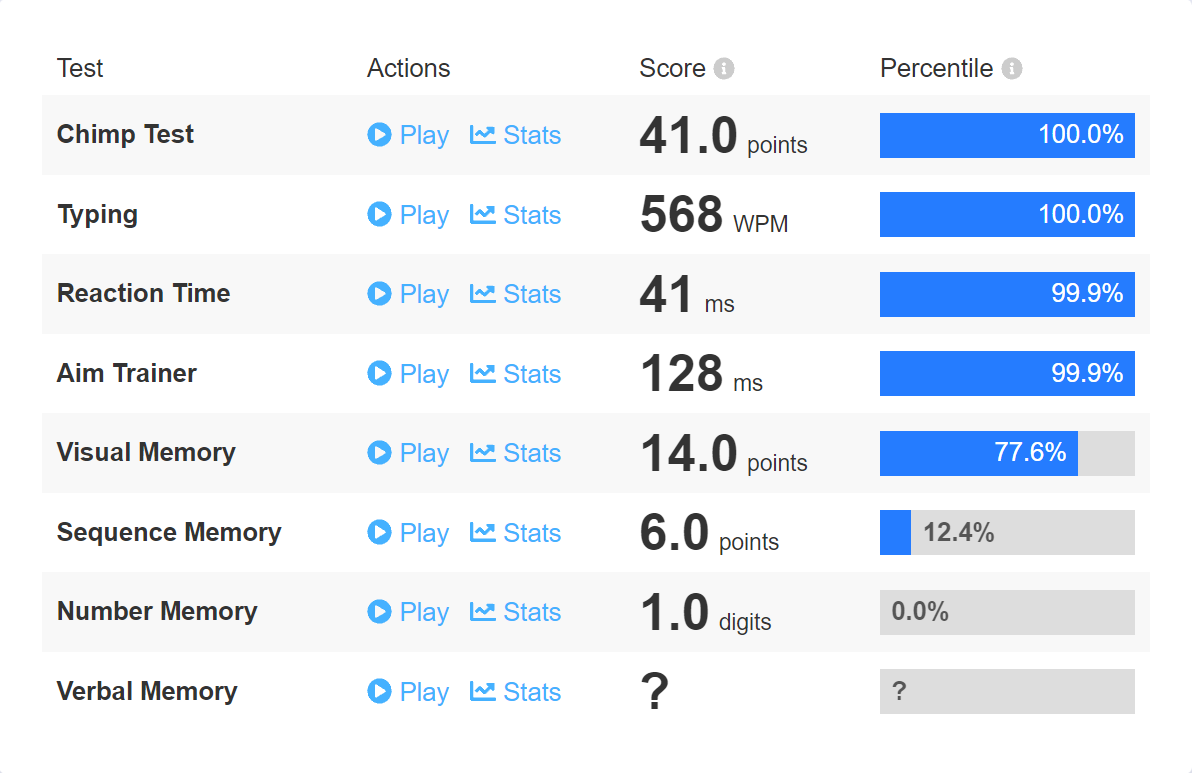 Test Actions Score Percentile
Chimp Test Play Stats 41.0 points 100.0%
Typing Play Stats 568 WPM 100.0%
Reaction Time Play Stats 41 ms 99.9%
Aim Trainer Play Stats 128 ms 99.9%
Visual Memory Play Stats 14.0 points 77.6%
Sequence Memory Play Stats 6.0 points 12.4%
Number Memory Play Stats 1.0 digits 0.0%
Verbal Memory Play Stats ? ?